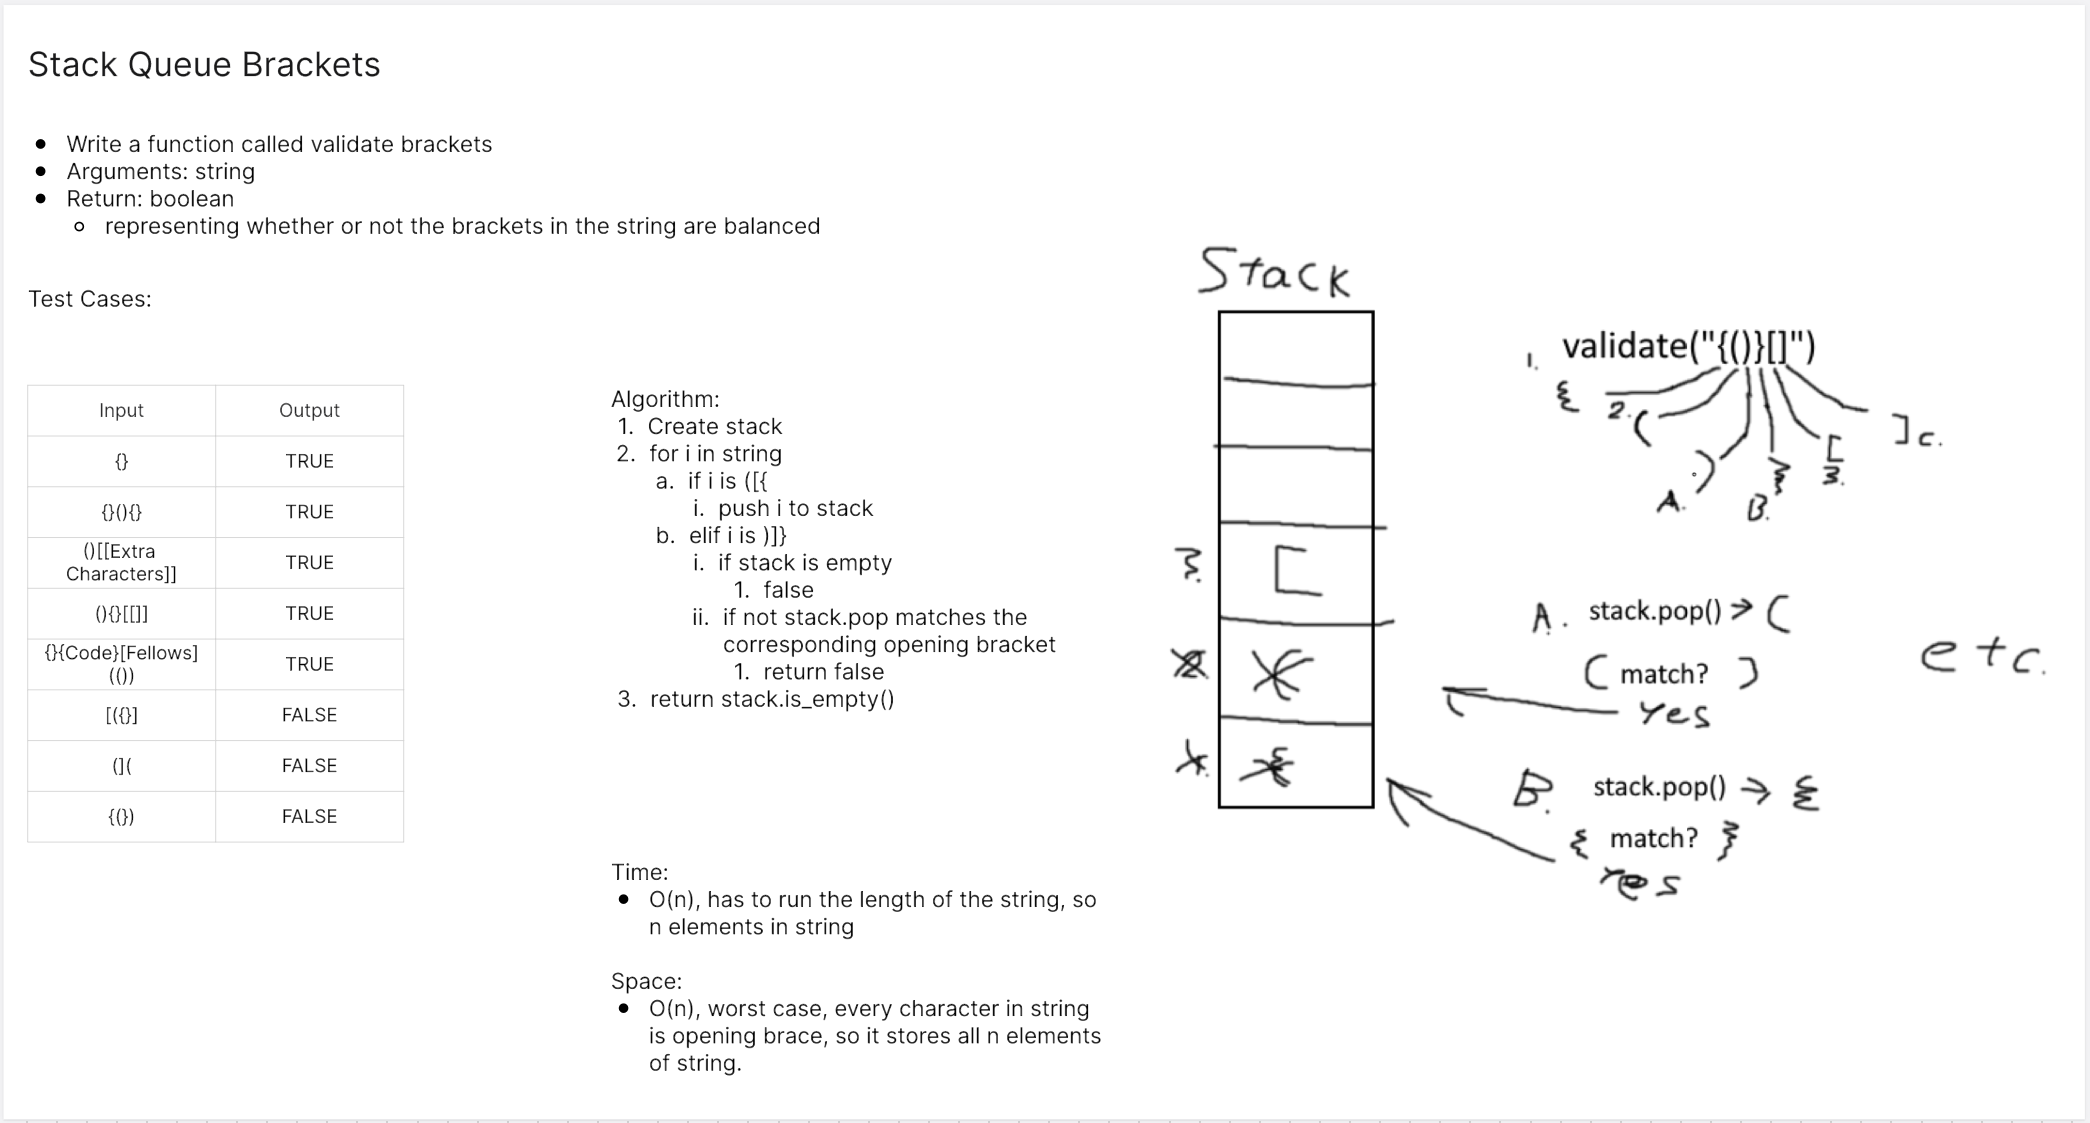 Stack Queue Brackets
Write a function called validate brackets
Arguments: string
Return: boolean
representing whether or not the brackets in the string are balanced
Test Cases:
Input Output
{} TRUE
{}(){} TRUE
()[[Extra
Characters]] TRUE
(){}[[]] TRUE
{}{Code}[Fellows]
(()) TRUE
[({}] FALSE
(]( FALSE
{(}) FALSE
Algorithm:
1. Create stack
2. for i in string
a. if i is ([{
i. push i to stack
b. elif i is )]}
i. if stack is empty
1. false
ii. if not stack.pop matches the
corresponding opening bracket
1. return false
3. return stack.is_empty()
Time:
O(n), has to run the length of the string, so
n elements in string
Space:
O(n), worst case, every character in string
is opening brace, so it stores all n elements
of string.
Stack
3. [
2.
1. {
1. validate("{()}[]")
{ 2. ( ) } [ ] C.
A. B. 3.
A. stack.pop() → (
( match? )
Yes
etc.
B. stack.pop() → {
{ match? }
Yes